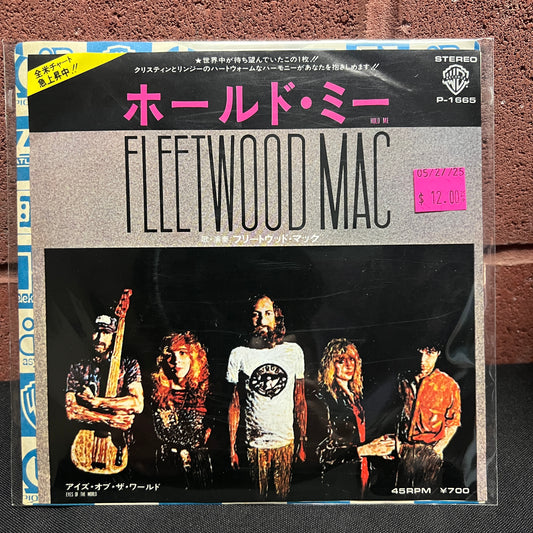 全米チャート
急上昇中!!
★世界中が待ち望んでいたこの1枚!!
クリスティンとリンジーのハートウォームなハーモニーがあなたを抱きしめます!!
STEREO
P-1665
ホールド・ミー
HOLD ME
FLEETWOOD MAC
05/27/25
$ 12.00
歌・演奏 フリートウッド・マック
アイズ・オブ・ザ・ワールド
EYES OF THE WORLD
45RPM ¥700